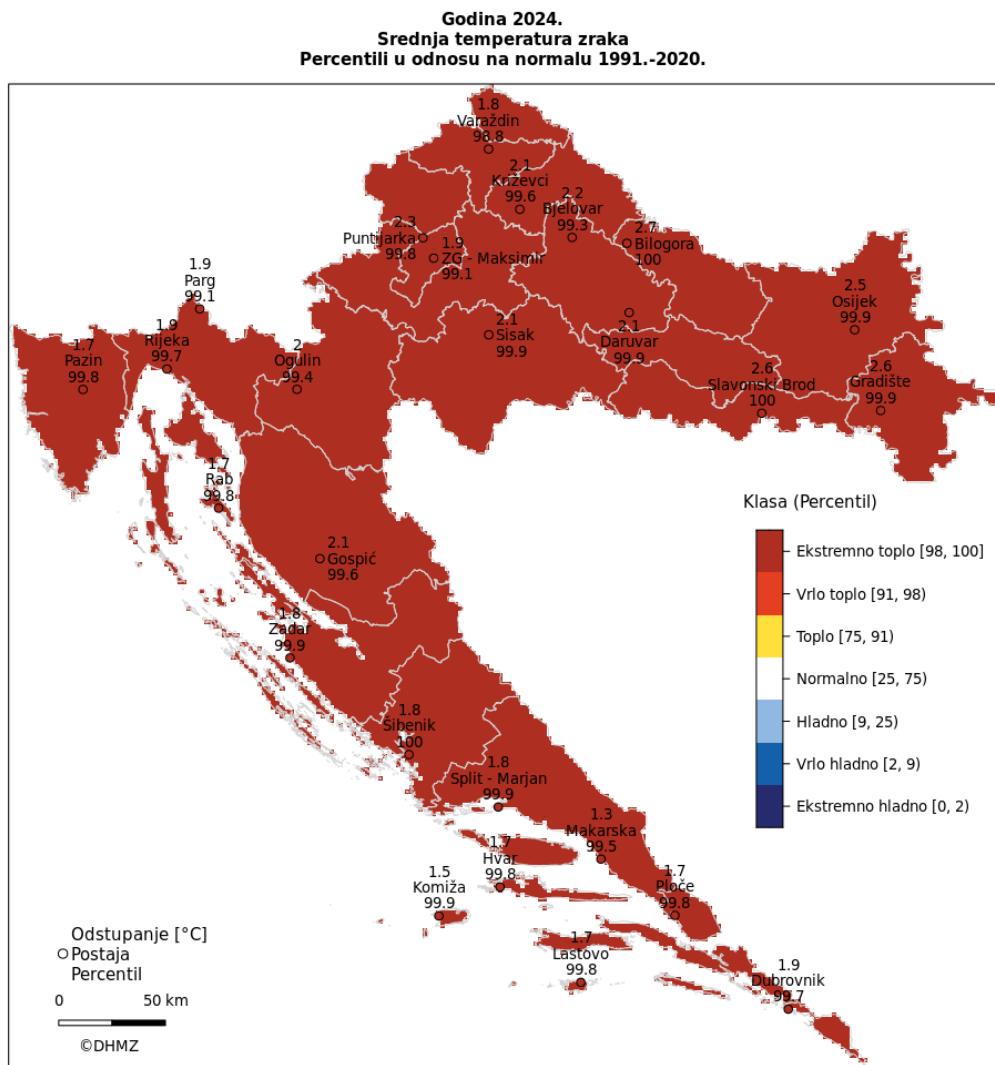 Godina 2024.
Srednja temperatura zraka
Percentili u odnosu na normalu 1991.-2020.
1.8
Varaždin
98.8
2.1
Križevci
99.6
2.2
Bjelovar
99.3
2.3
Puntijarka
99.8
1.9
ZG - Maksimir
99.1
2.7
Bilogora
100
1.9
Parg
99.1
2.5
Osijek
99.9
1.7
Pazin
99.8
1.9
Rijeka
99.7
2
Ogulin
99.4
2.1
Sisak
99.9
2.1
Daruvar
99.9
2.6
Slavonski Brod
100
2.6
Gradište
99.9
1.7
Rab
99.8
2.1
Gospić
99.6
1.8
Zadar
99.9
1.8
Šibenik
100
1.8
Split - Marjan
99.9
1.3
Makarska
99.5
1.7
Hvar
99.8
1.5
Komiža
99.9
1.7
Ploče
99.8
1.7
Lastovo
99.8
1.9
Dubrovnik
99.7
Klasa (Percentil)
Ekstremno toplo [98, 100]
Vrlo toplo [91, 98)
Toplo [75, 91)
Normalno [25, 75)
Hladno [9, 25)
Vrlo hladno [2, 9)
Ekstremno hladno [0, 2)
Odstupanje [°C]
Postaja
Percentil
0 50 km
©DHMZ